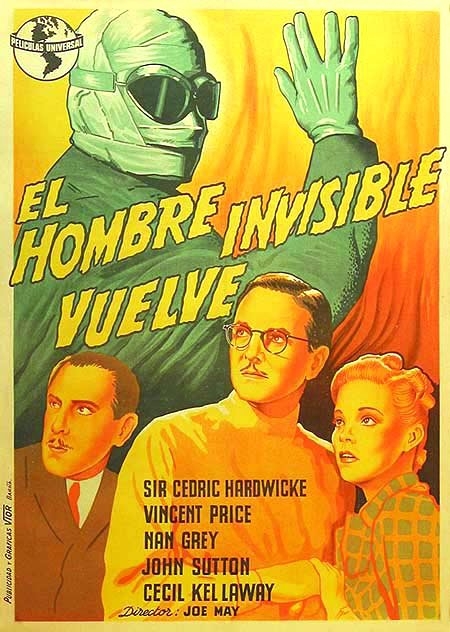 PELICULAS UNIVERSAL
EL
HOMBRE INVISIBLE
VUELVE
SIR CEDRIC HARDWICKE
VINCENT PRICE
NAN GREY
JOHN SUTTON
CECIL KELLAWAY
Director: JOE MAY
PUBLICIDAD Y GRAFICAS VTOR